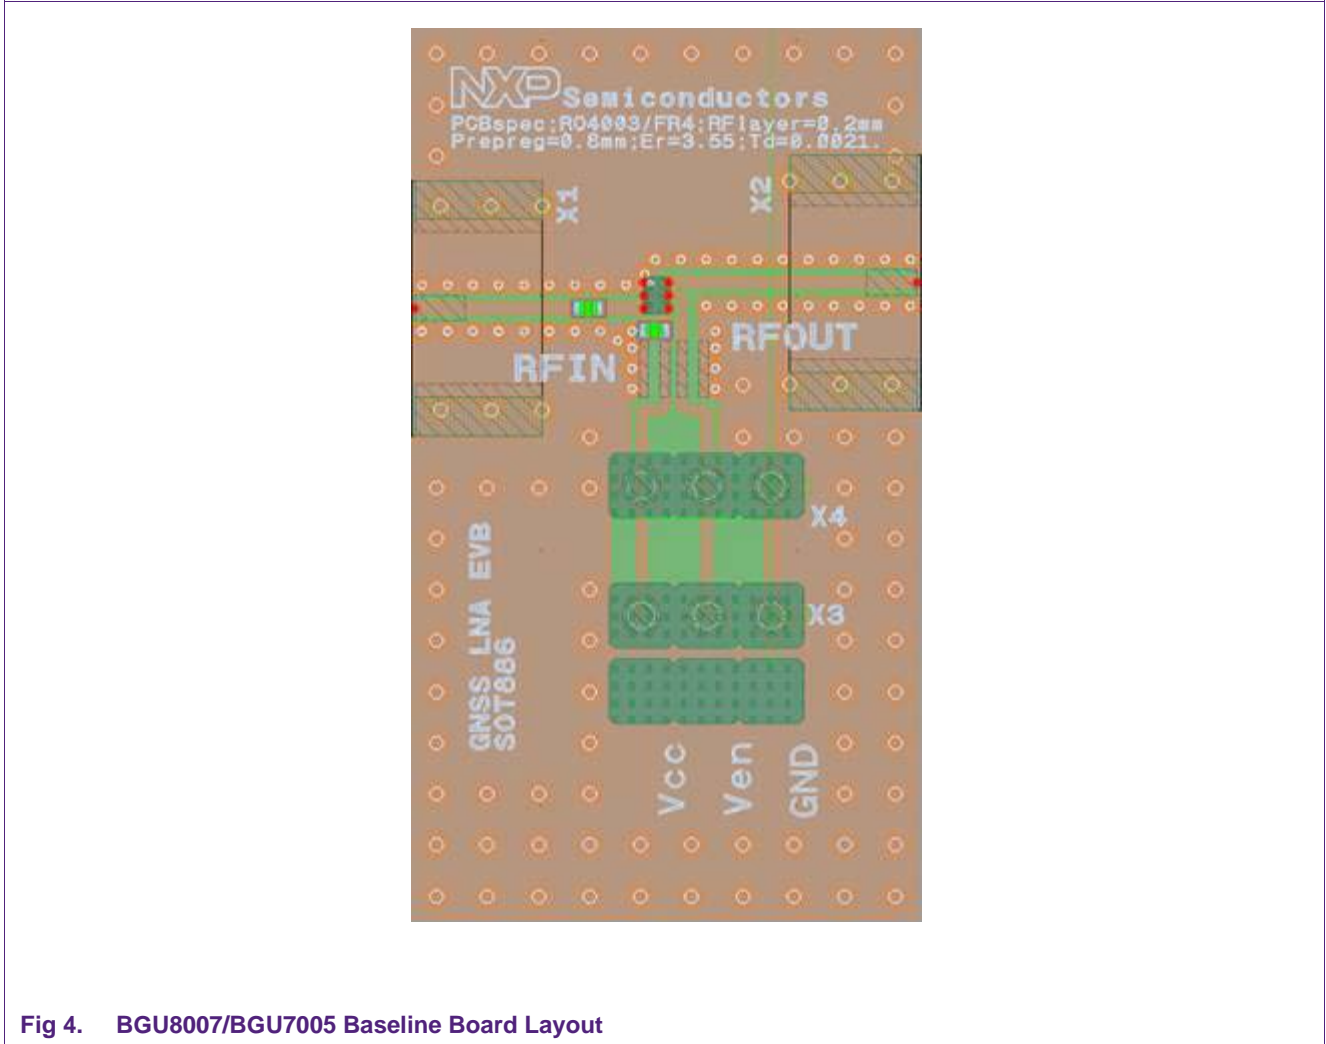 NXP Semiconductors
PCBspec:RO4003/FR4;RFlayer=0.2mm
Prepreg=0.8mm;Er=3.55;Td=0.0021.
X1
X2
RFOUT
RFIN
X4
GNSS LNA EVB
SOT886
X3
Vcc
Ven
GND
Fig 4. BGU8007/BGU7005 Baseline Board Layout